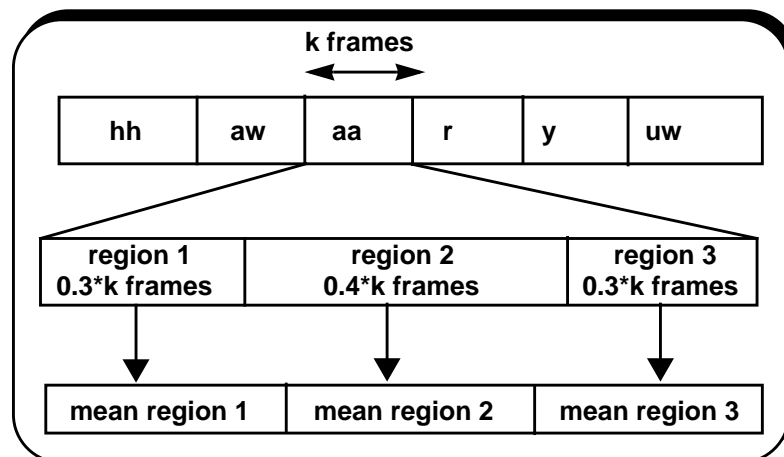 k frames
hh aw aa r y uw
region 1 region 2 region 3
0.3*k frames 0.4*k frames 0.3*k frames
mean region 1 mean region 2 mean region 3